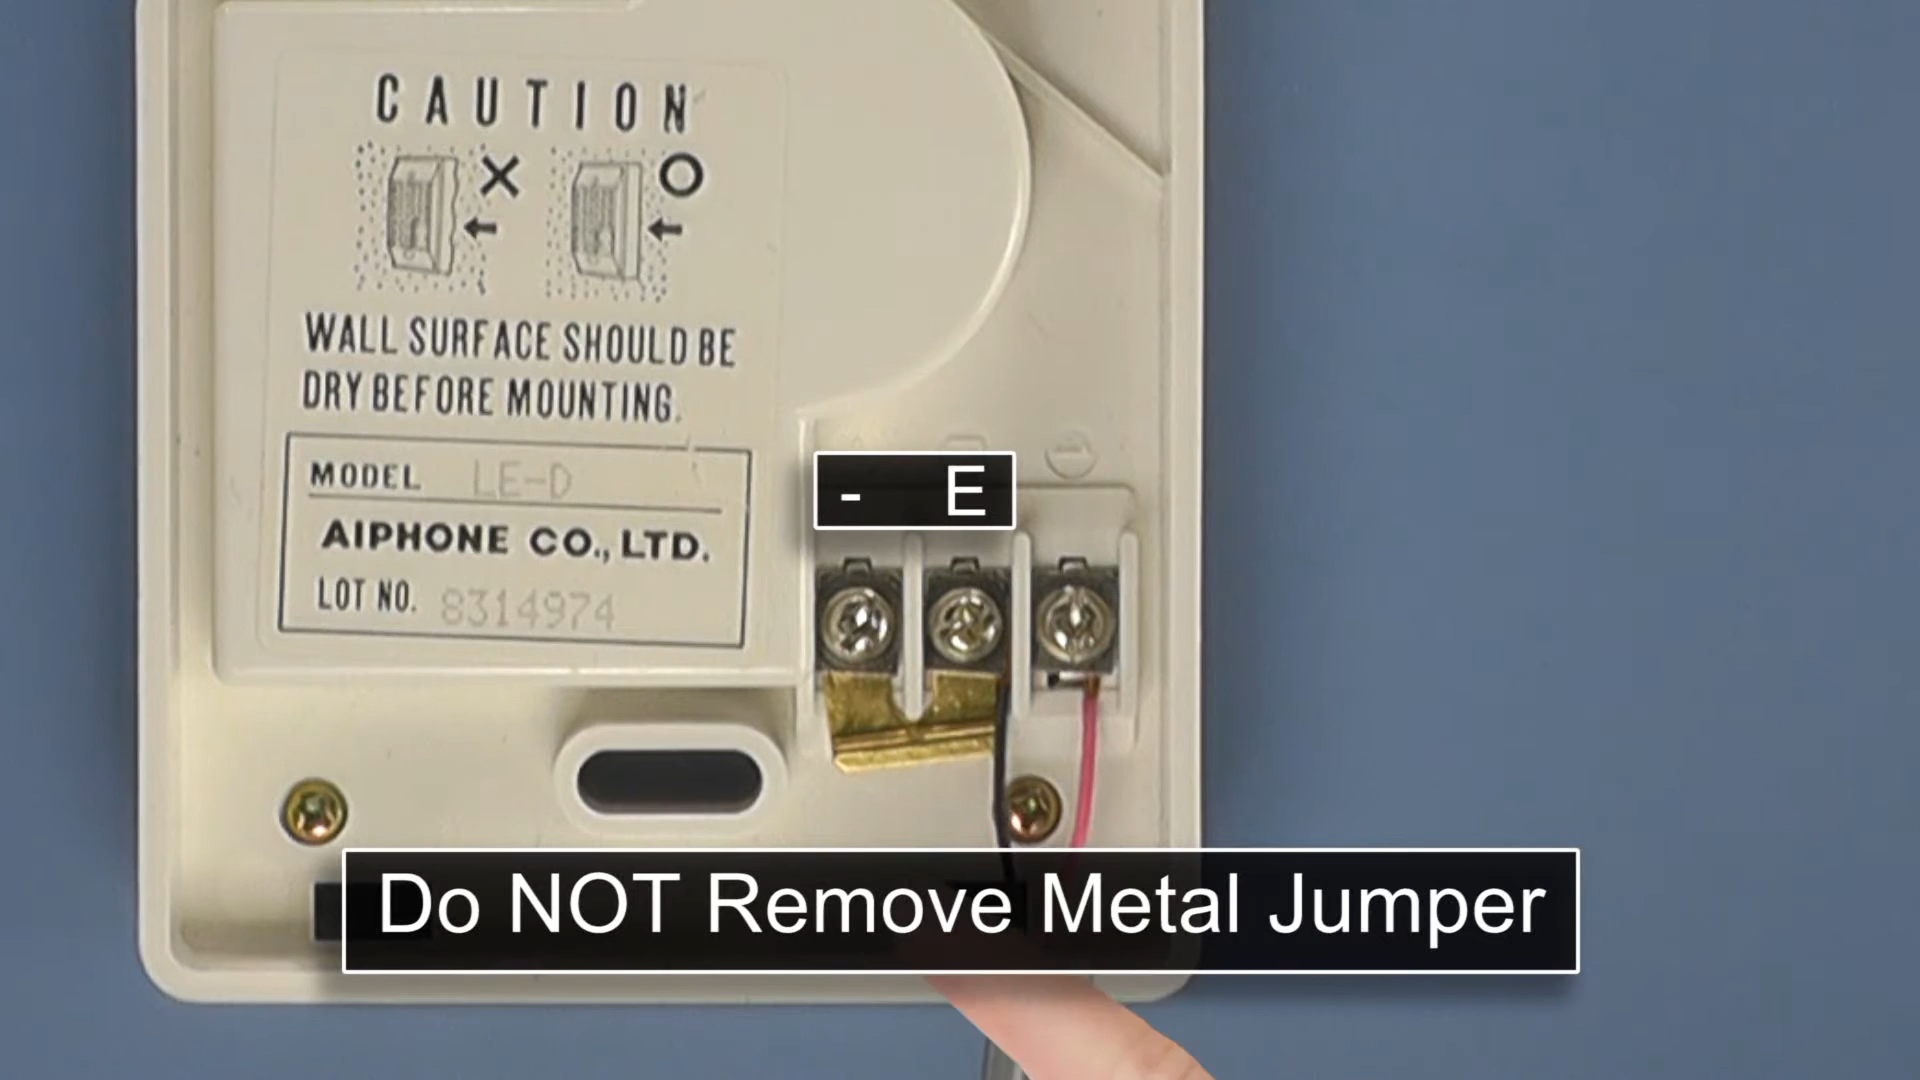 CAUTION
WALL SURFACE SHOULD BE
DRY BEFORE MOUNTING.
MODEL LE-D
AIPHONE CO., LTD.
LOT NO. 8314974
- E
1
Do NOT Remove Metal Jumper